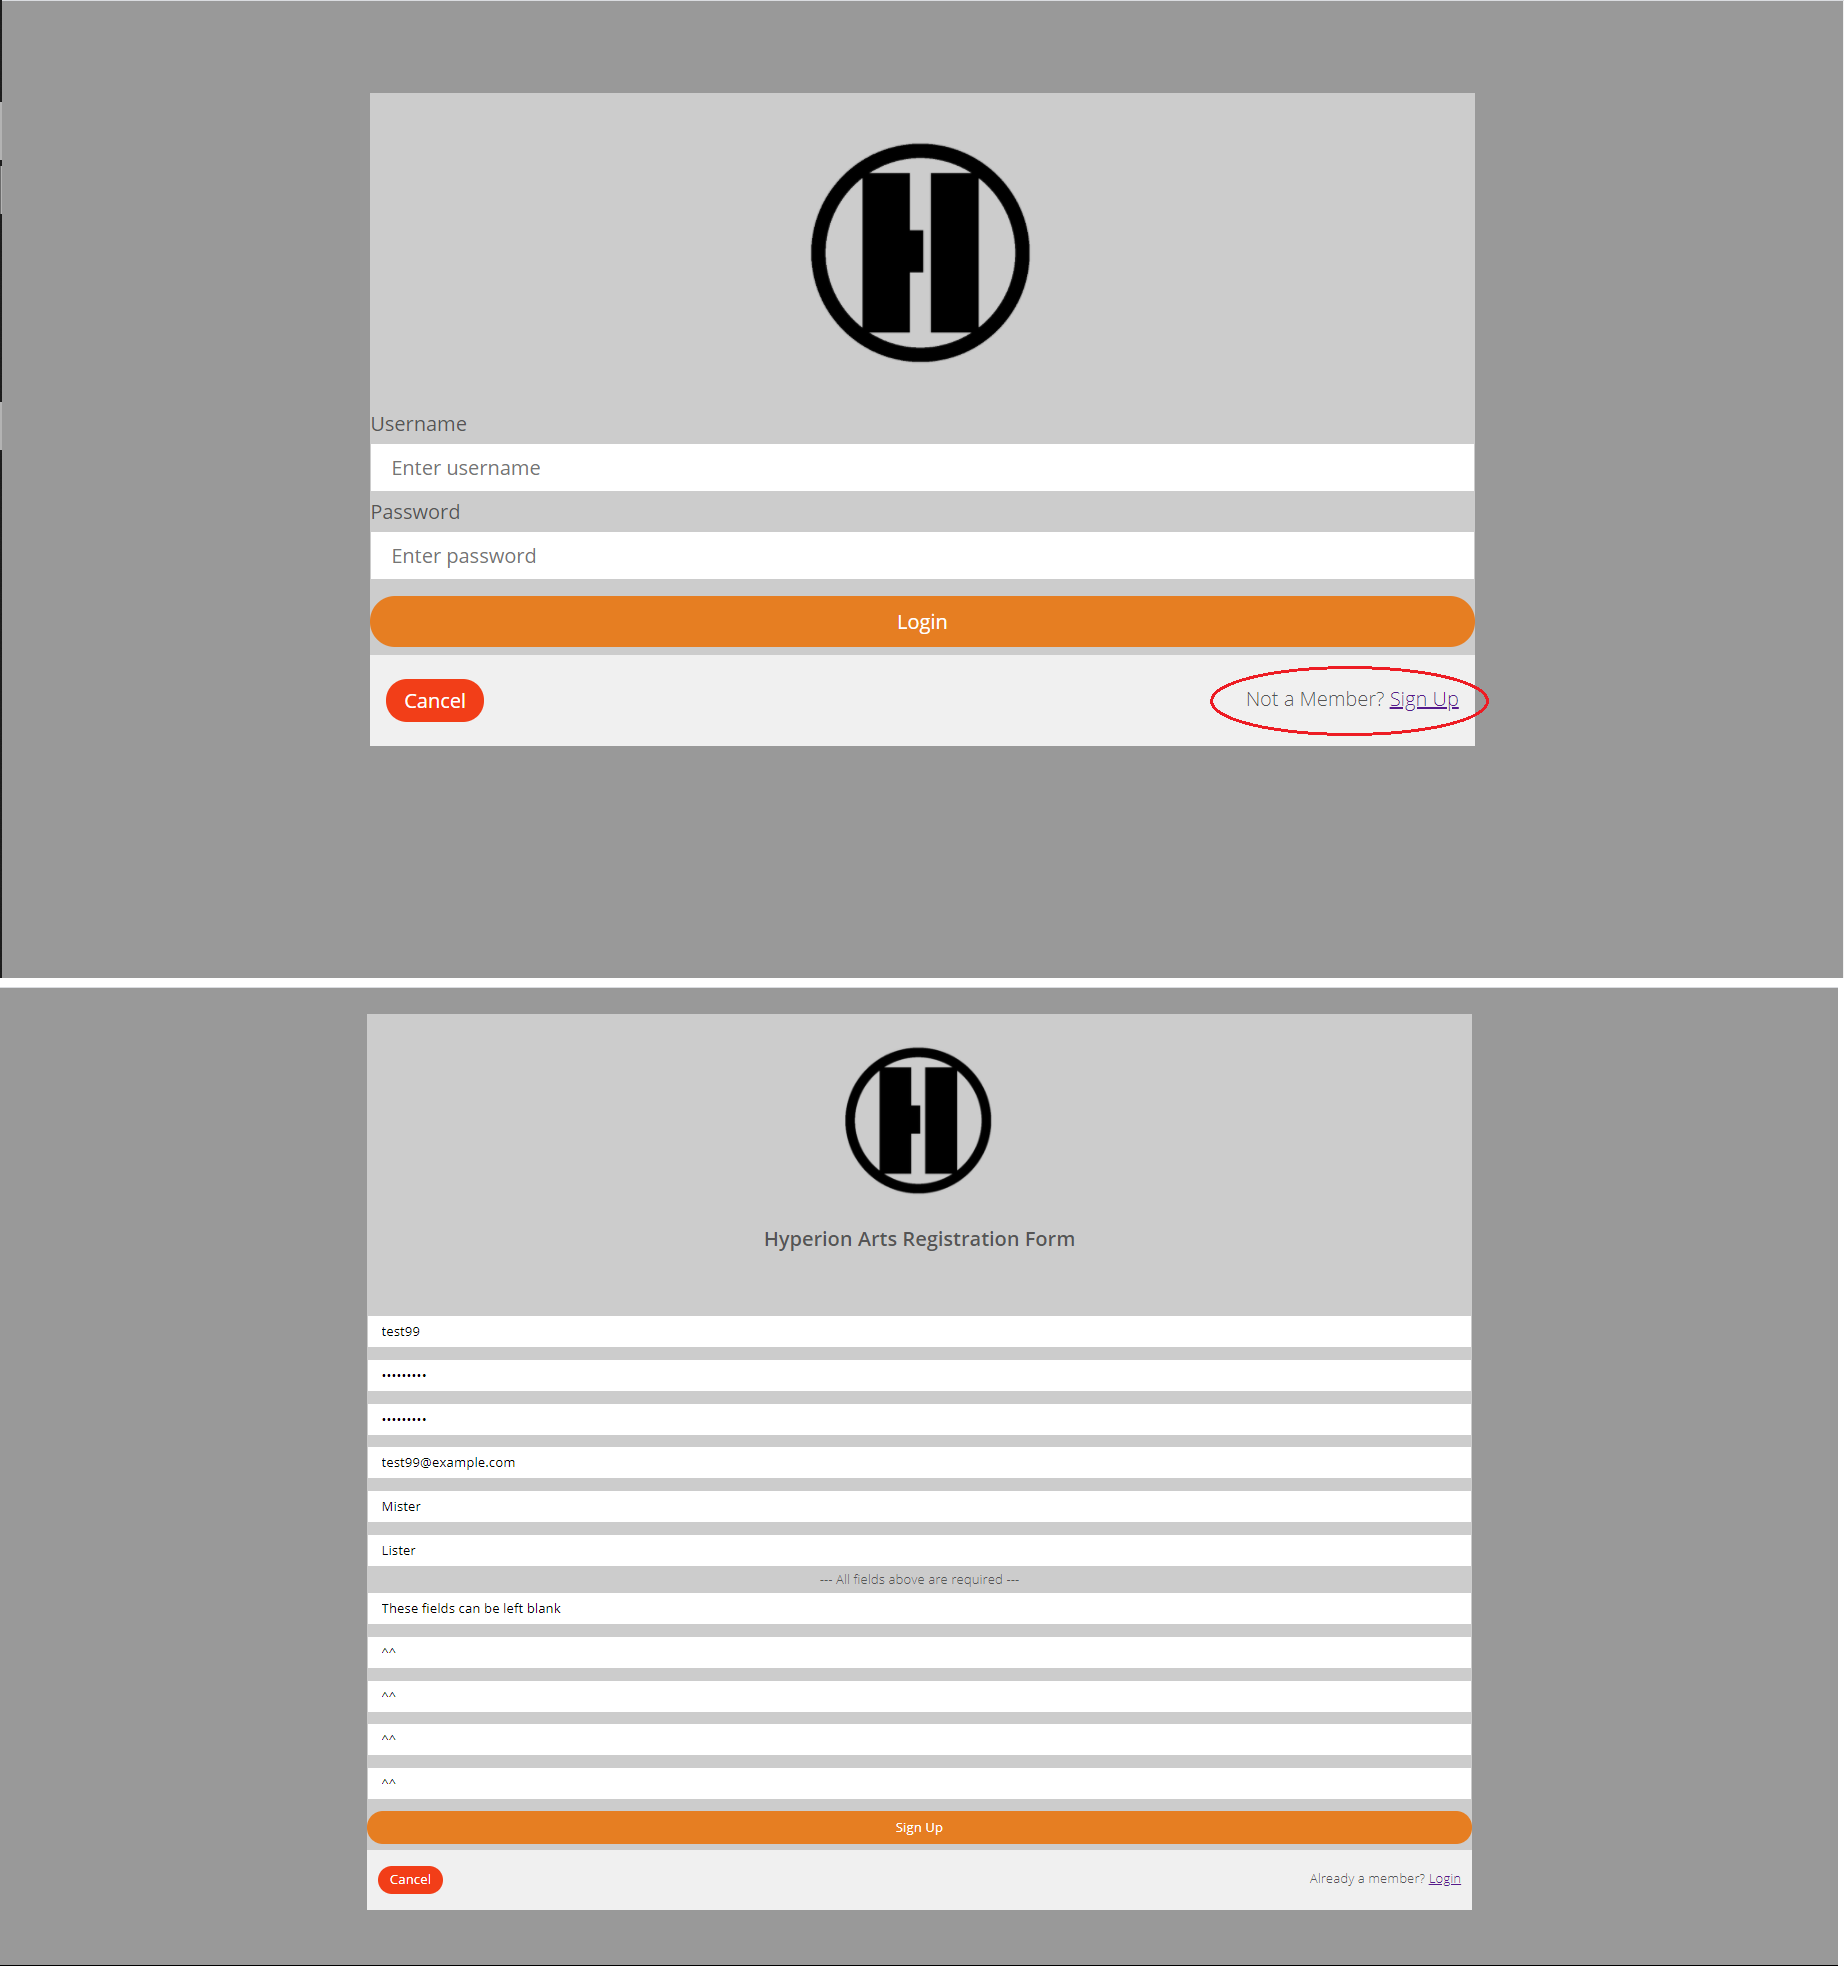 H
Username
Enter username
Password
Enter password
Login
Cancel
Not a Member? Sign Up
H
Hyperion Arts Registration Form
test99
•••••••••
•••••••••
test99@example.com
Mister
Lister
--- All fields above are required ---
These fields can be left blank
^^
^^
^^
^^
Sign Up
Cancel
Already a member? Login